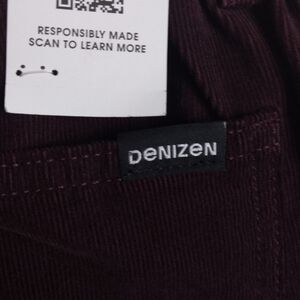 RESPONSIBLY MADE
SCAN TO LEARN MORE
DENIZEN